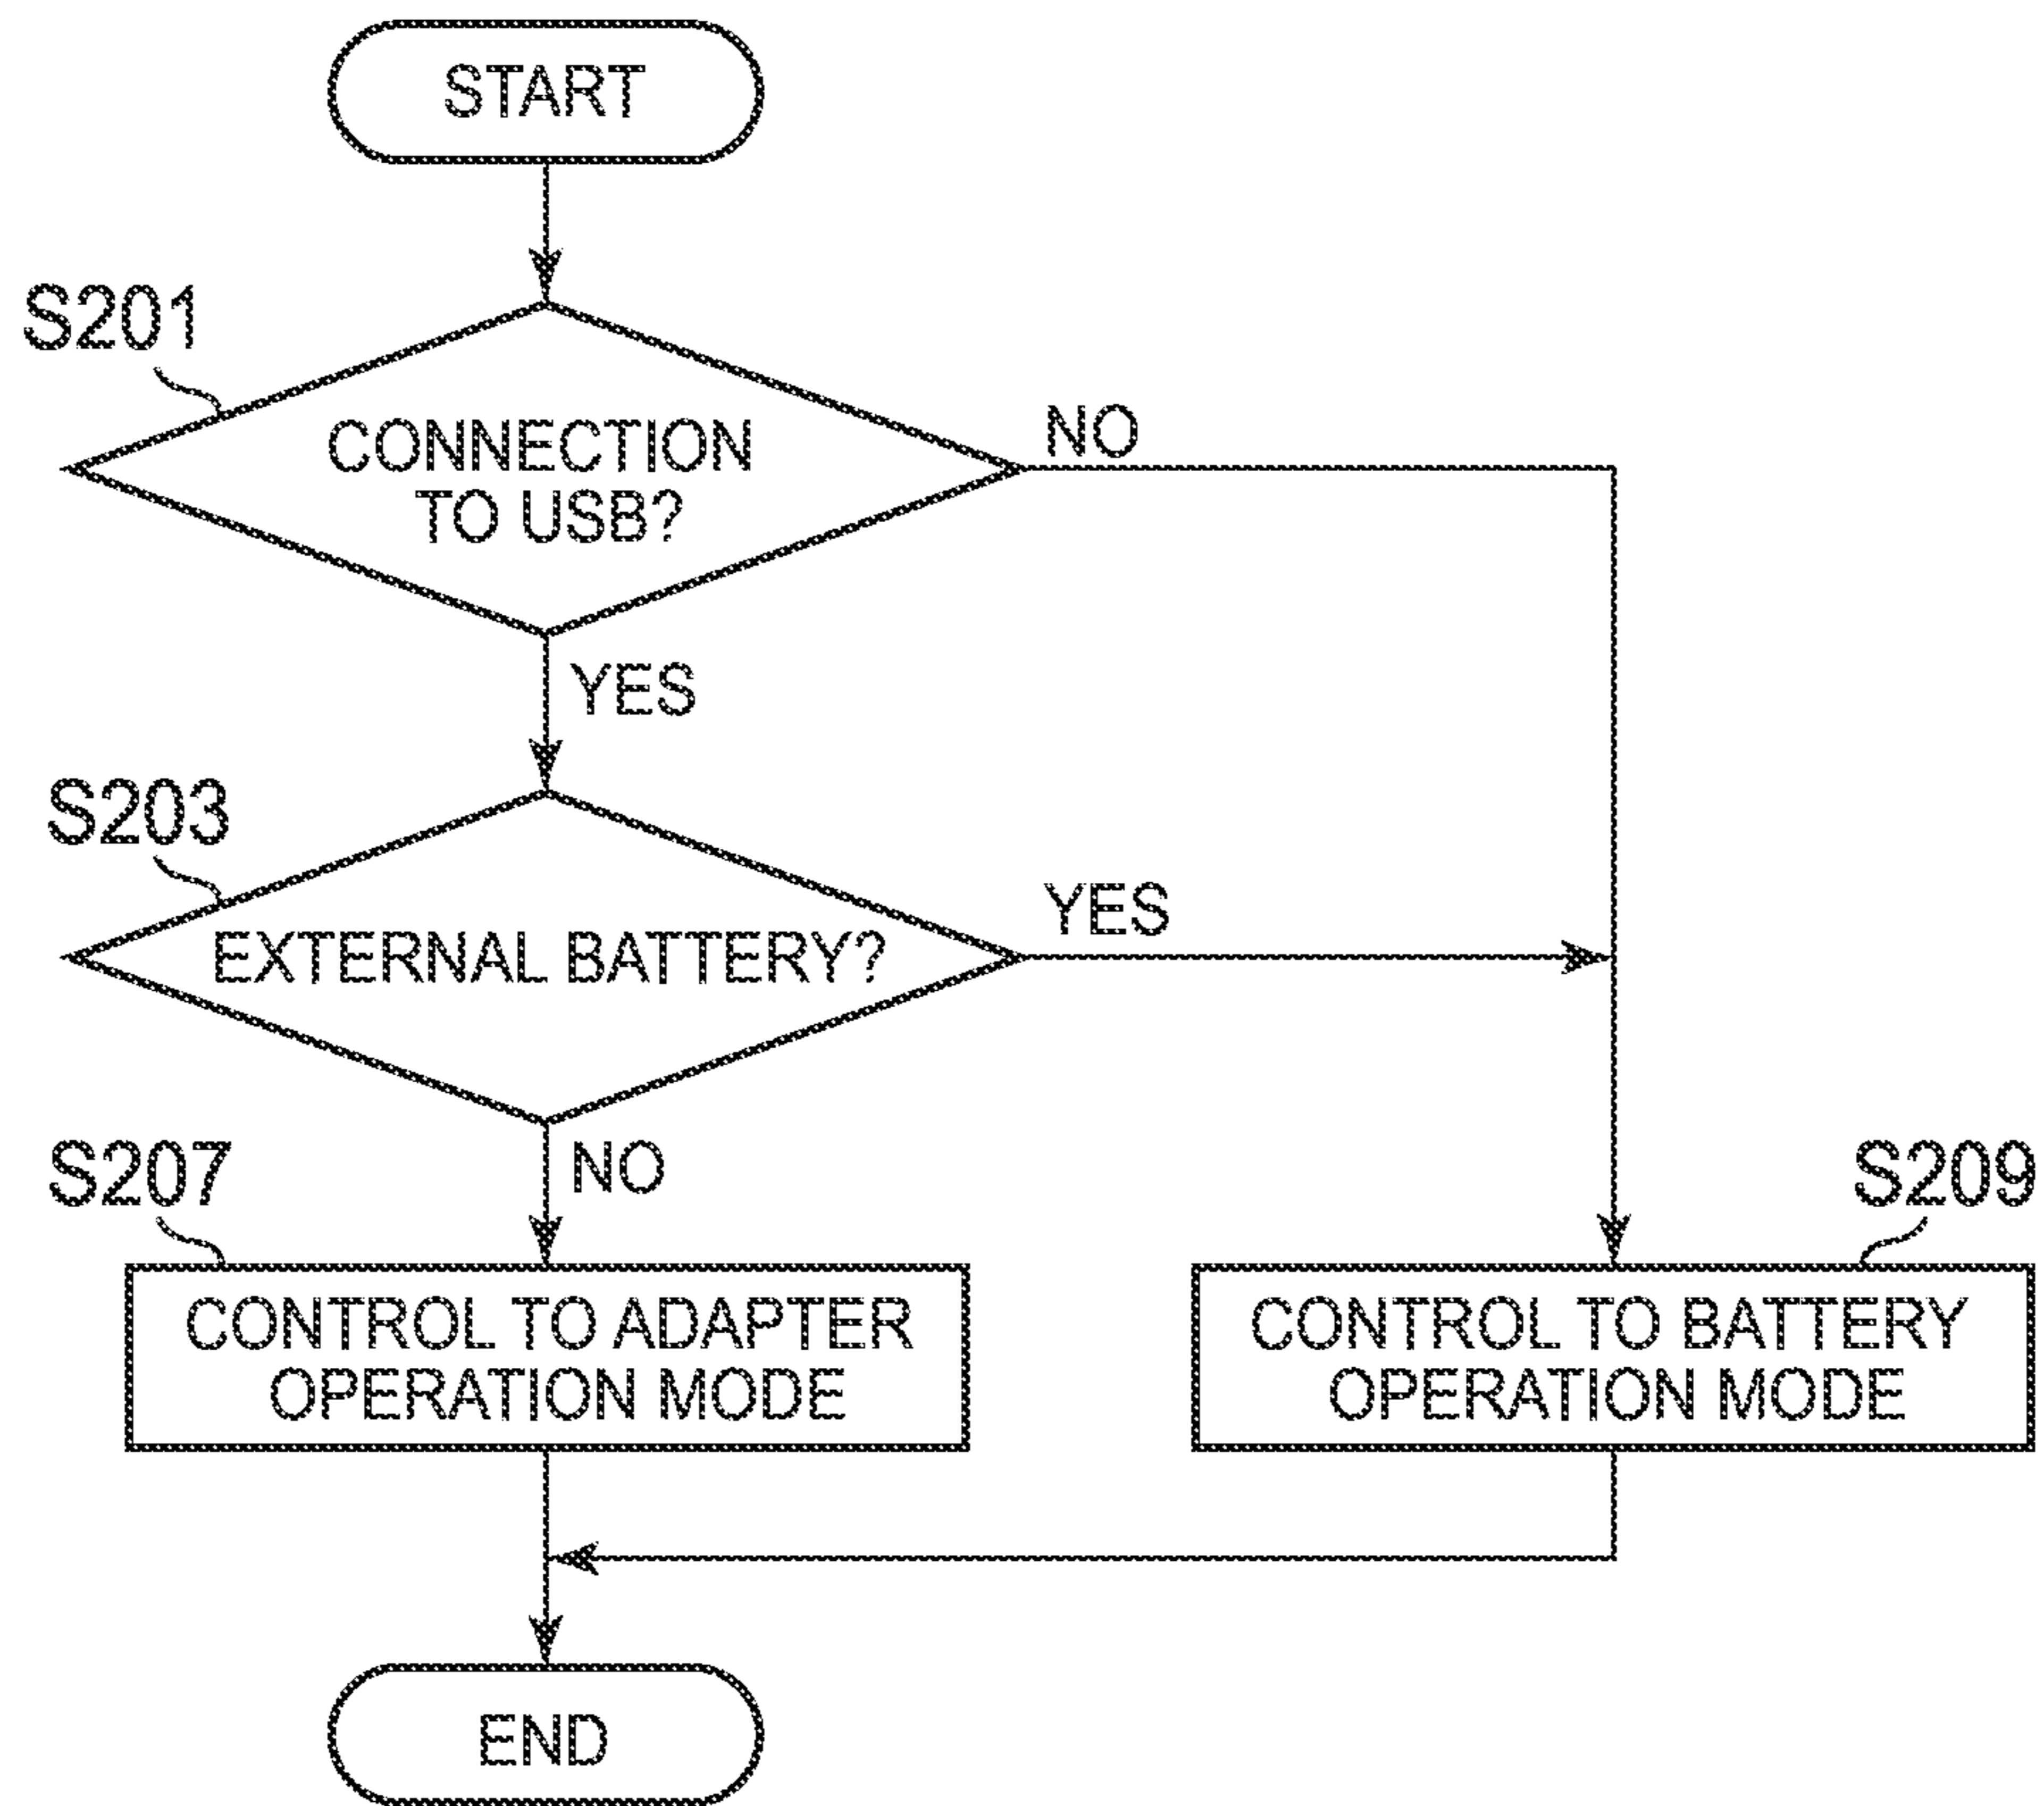 START
S201
CONNECTION
TO USB?
NO
YES
S203
EXTERNAL BATTERY?
YES
NO
S207
S209
CONTROL TO ADAPTER
OPERATION MODE
CONTROL TO BATTERY
OPERATION MODE
END